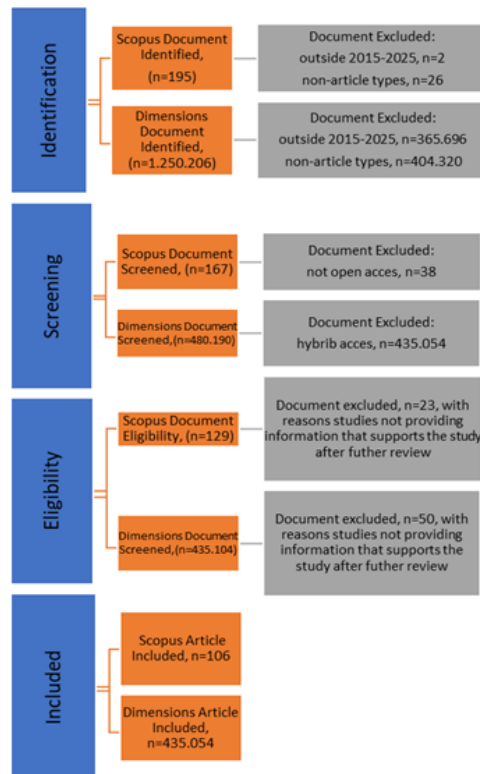 Identification
Scopus Document
Identified,
(n=195)
Document Excluded:
outside 2015-2025, n=2
non-article types, n=26
Dimensions
Document
Identified,
(n=1.250.206)
Document Excluded:
outside 2015-2025, n=365.696
non-article types, n=404.320
Screening
Scopus Document
Screened, (n=167)
Document Excluded:
not open acces, n=38
Dimensions Document
Screened,(n=480.190)
Document Excluded:
hybrib acces, n=435.054
Eligibility
Scopus Document
Eligibility, (n=129)
Document excluded, n=23, with
reasons studies not providing
information that supports the study
after futher review
Dimensions Document
Screened,(n=435.104)
Document excluded, n=50, with
reasons studies not providing
information that supports the
study after futher review
Included
Scopus Article
Included, n=106
Dimensions Article
Included,
n=435.054